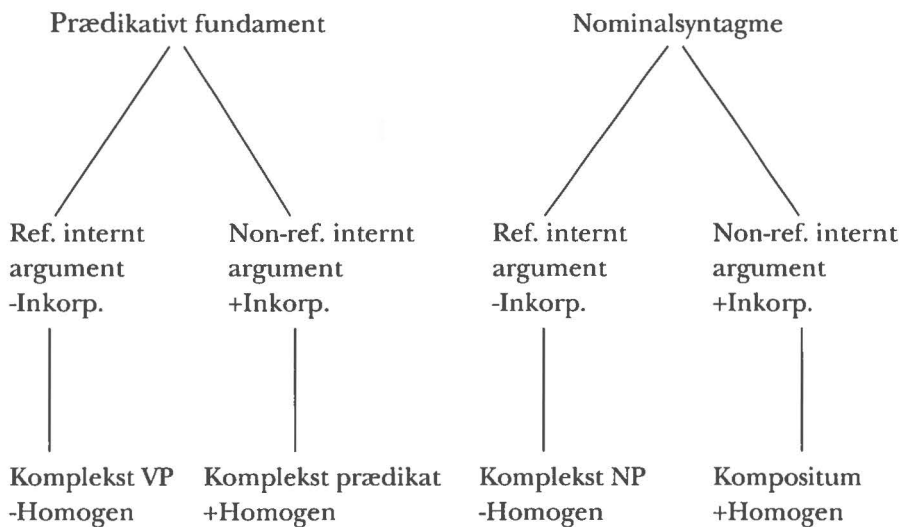 Prædikativt fundament
Nominalsyntagme
Ref. internt
argument
-Inkorp.
Non-ref. internt
argument
+Inkorp.
Ref. internt
argument
-Inkorp.
Non-ref. internt
argument
+Inkorp.
Komplekst VP
-Homogen
Komplekst prædikat
+Homogen
Komplekst NP
-Homogen
Kompositum
+Homogen